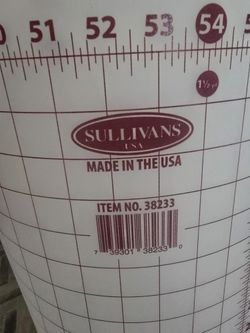 51 52 53 54
1½ yd
SULLIVANS®
USA
MADE IN THE USA
ITEM NO. 38233
7 39301 38233 0